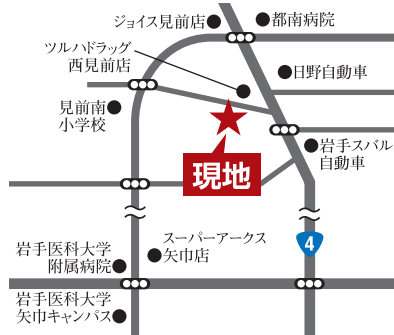 ジョイス見前店
都南病院
ツルハドラッグ
西見前店
日野自動車
見前南
小学校
岩手スバル
自動車
現地
スーパーアークス
矢巾店
4
岩手医科大学
附属病院
岩手医科大学
矢巾キャンパス